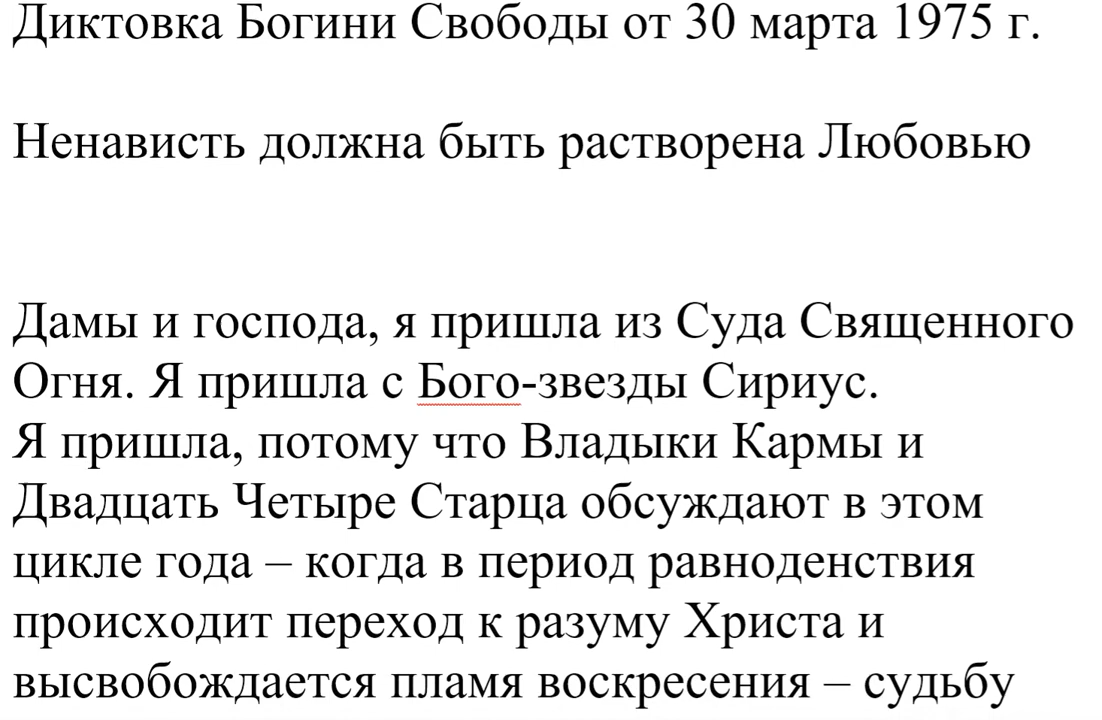 Диктовка Богини Свободы от 30 марта 1975 г.
Ненависть должна быть растворена Любовью
Дамы и господа, я пришла из Суда Священного
Огня. Я пришла с Бого-звезды Сириус.
Я пришла, потому что Владыки Кармы и
Двадцать Четыре Старца обсуждают в этом
цикле года – когда в период равноденствия
происходит переход к разуму Христа и
высвобождается пламя воскресения – судьбу